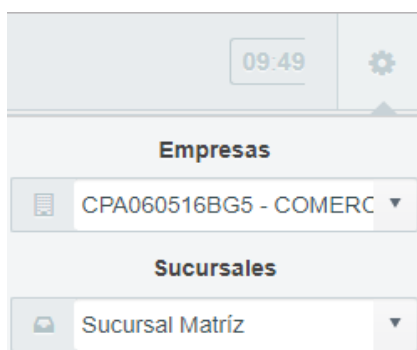 09:49
Empresas
CPA060516BG5 - COMERC
Sucursales
Sucursal Matríz